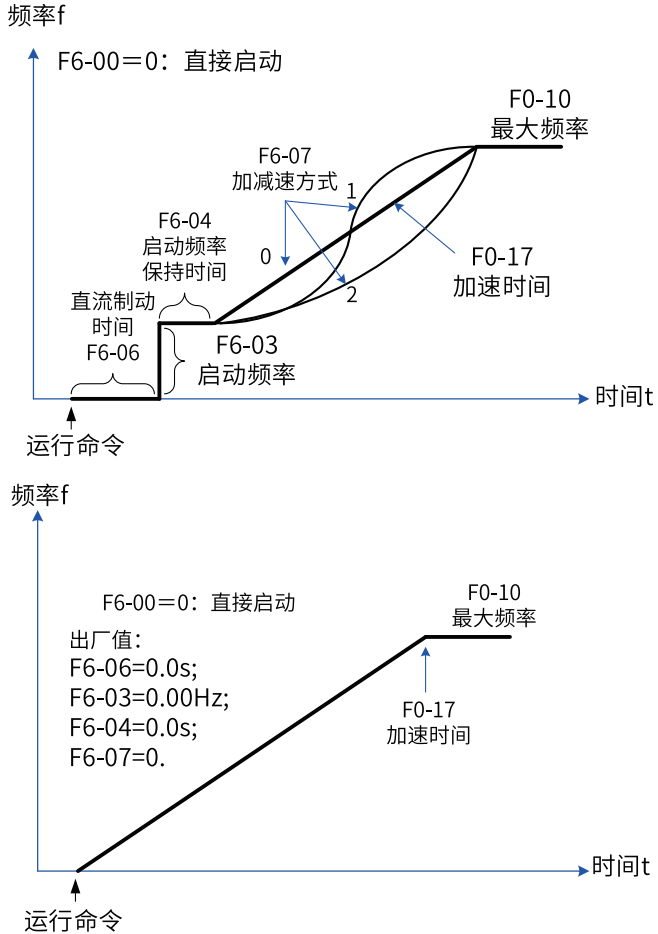 频率f
F6-00＝0：直接启动
F0-10
最大频率
F6-07
加减速方式
1
F6-04
启动频率
保持时间
0
F0-17
加速时间
2
直流制动
时间
F6-06
F6-03
启动频率
时间t
运行命令
频率f
F6-00＝0：直接启动
F0-10
最大频率
出厂值：
F6-06=0.0s;
F6-03=0.00Hz;
F6-04=0.0s;
F6-07=0.
F0-17
加速时间
时间t
运行命令